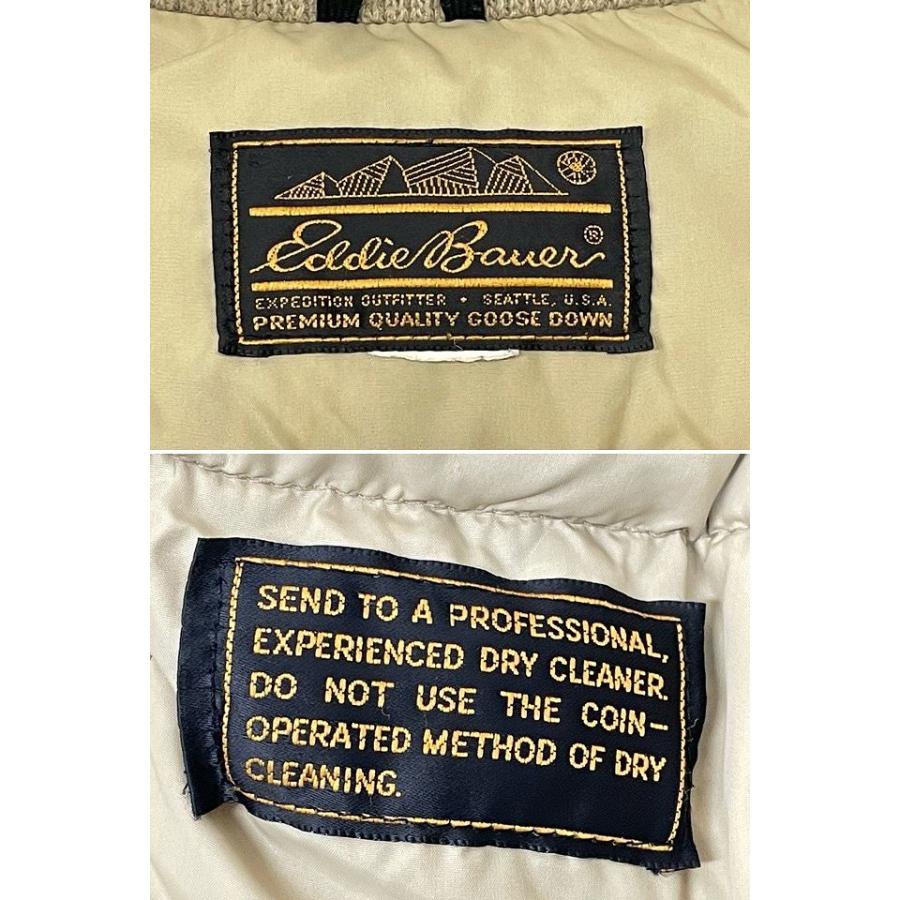 Eddie Bauer®
EXPEDITION OUTFITTER • SEATTLE, U.S.A.
PREMIUM QUALITY GOOSE DOWN
SEND TO A PROFESSIONAL,
EXPERIENCED DRY CLEANER.
DO NOT USE THE COIN-
OPERATED METHOD OF DRY
CLEANING.